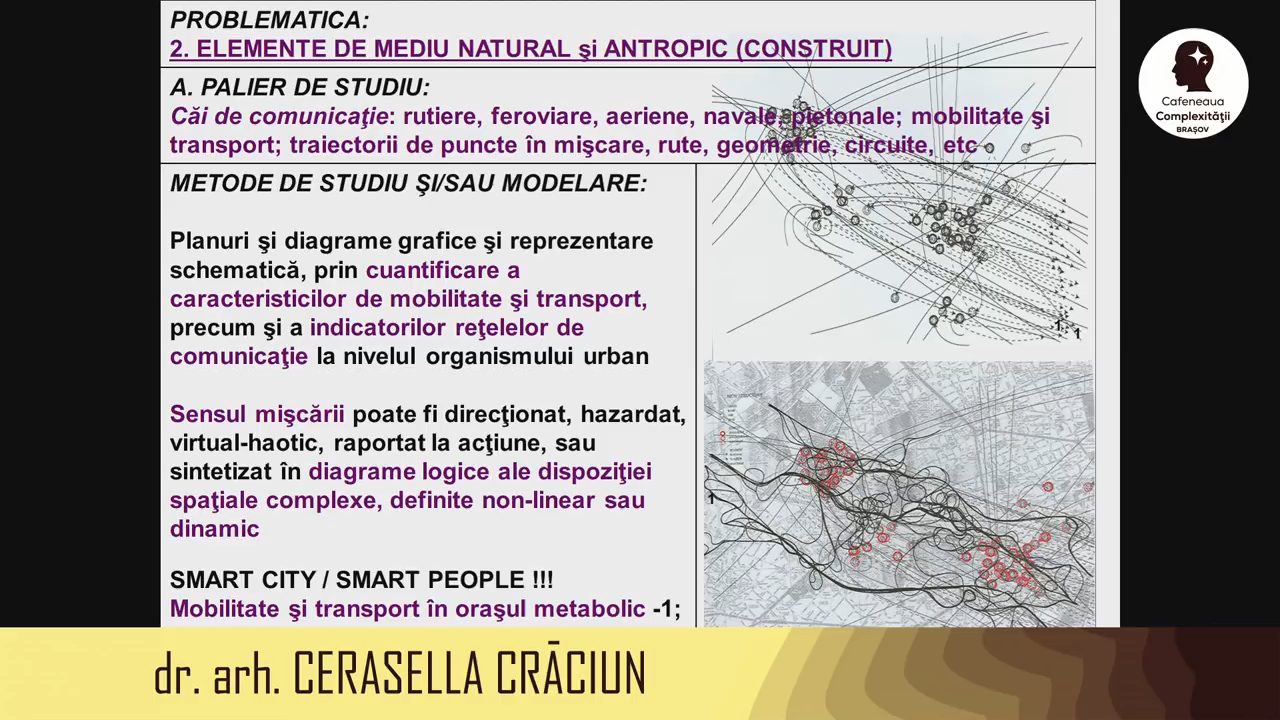 PROBLEMATICA:
2. ELEMENTE DE MEDIU NATURAL şi ANTROPIC (CONSTRUIT)
A. PALIER DE STUDIU:
Căi de comunicaţie: rutiere, feroviare, aeriene, navale, pietonale; mobilitate şi
transport; traiectorii de puncte în mişcare, rute, geometrie, circuite, etc
METODE DE STUDIU ŞI/SAU MODELARE:
Planuri şi diagrame grafice şi reprezentare
schematică, prin cuantificare a
caracteristicilor de mobilitate şi transport,
precum şi a indicatorilor reţelelor de
comunicaţie la nivelul organismului urban
Sensul mişcării poate fi direcţionat, hazardat,
virtual-haotic, raportat la acţiune, sau
sintetizat în diagrame logice ale dispoziţiei
spaţiale complexe, definite non-linear sau
dinamic
SMART CITY / SMART PEOPLE !!!
Mobilitate şi transport în oraşul metabolic -1;
1 1
1
Cafeneaua
Complexităţii
BRAŞOV
dr. arh. CERASELLA CRĀCIUN